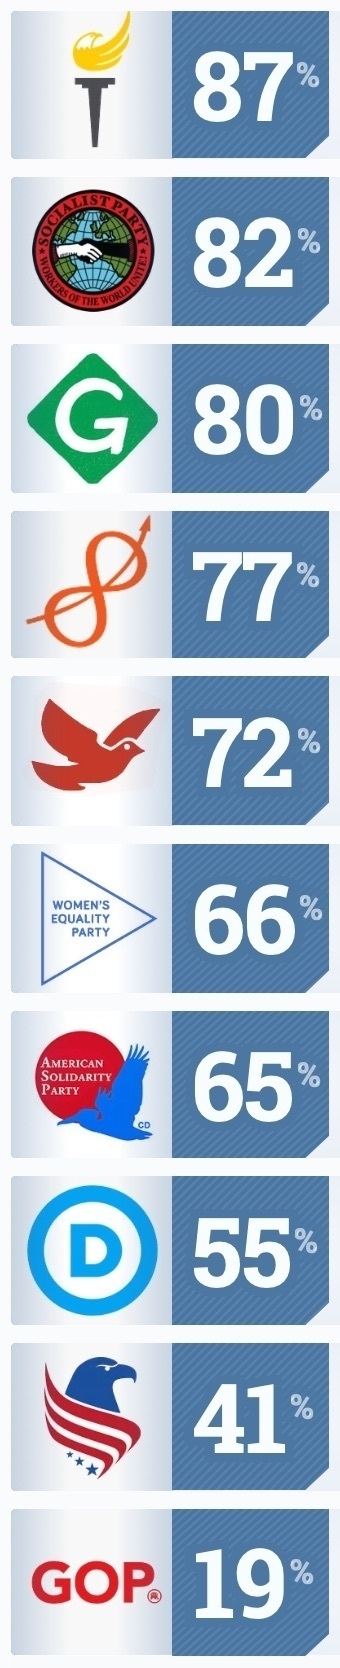 87%
SOCIALIST PARTY
WORKERS OF THE WORLD UNITE!
82%
G
80%
77%
72%
WOMEN'S
EQUALITY
PARTY
66%
AMERICAN
SOLIDARITY
PARTY
CD
65%
D
55%
41%
GOP®
19%